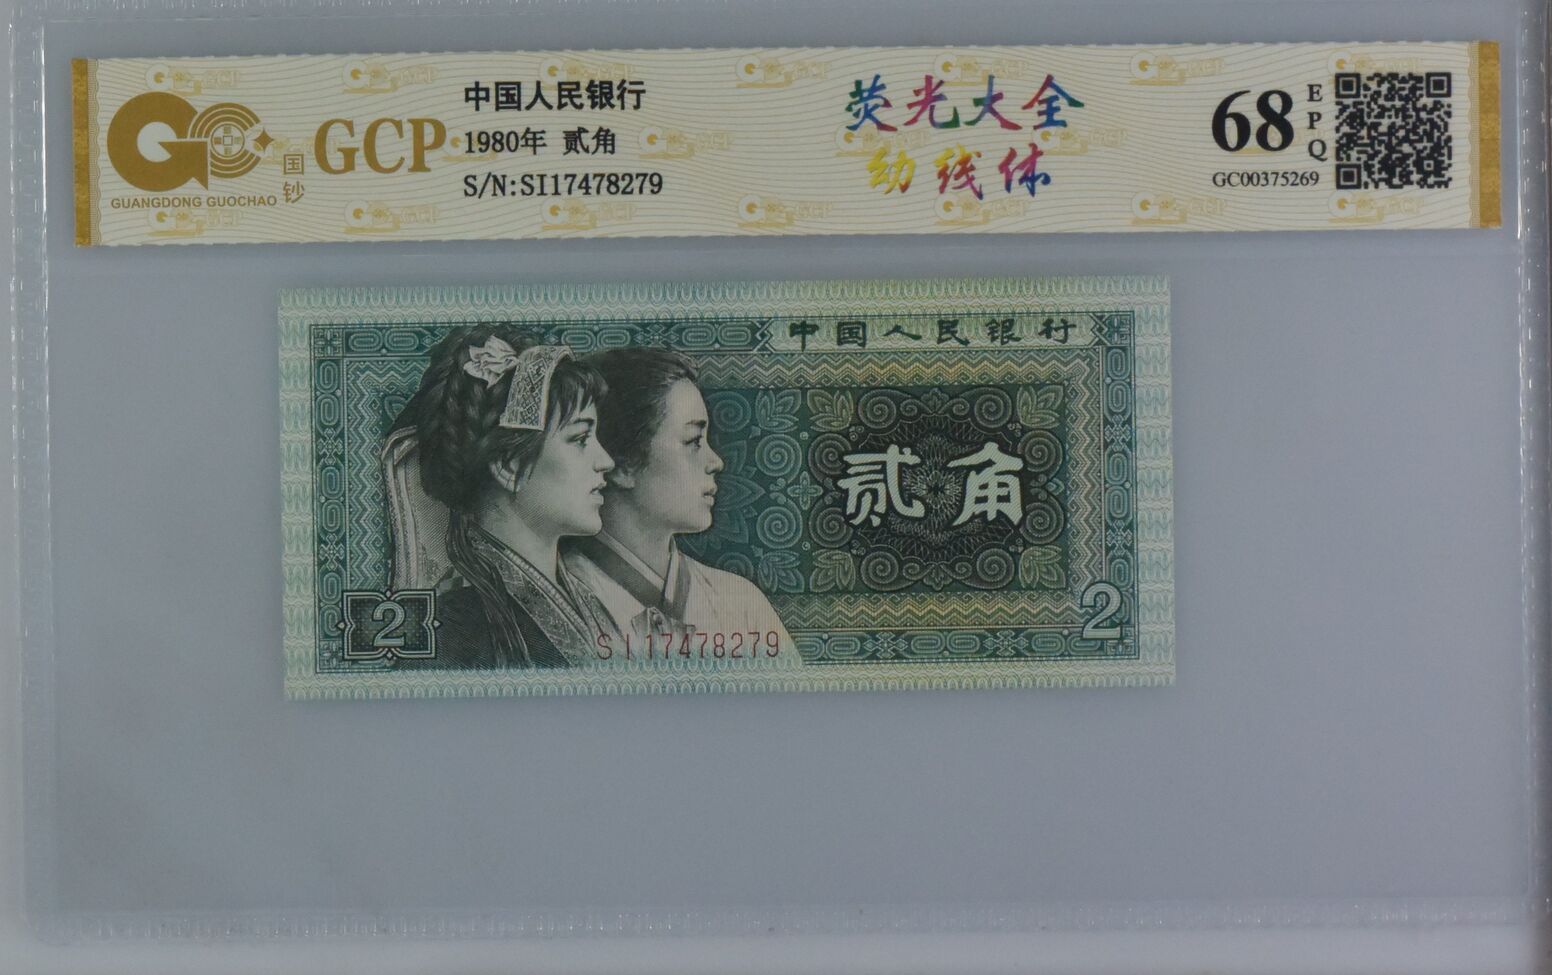 GCP
国钞
GUANGDONG GUOCHAO
中国人民银行
1980年 贰角
S/N:SI17478279
荧光大全
幼线体
68
EPQ
GC00375269
中国人民银行
贰角
2
2
SI17478279